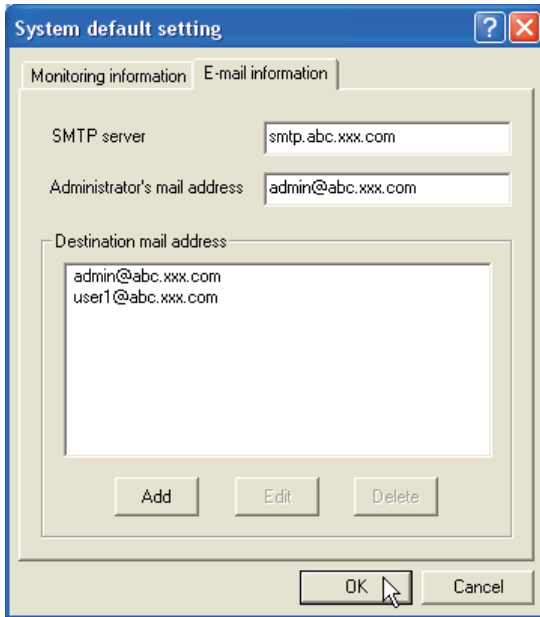 System default setting
Monitoring information E-mail information
SMTP server smtp.abc.xxx.com
Administrator's mail address admin@abc.xxx.com
Destination mail address
admin@abc.xxx.com
user1@abc.xxx.com
Add Edit Delete
OK Cancel